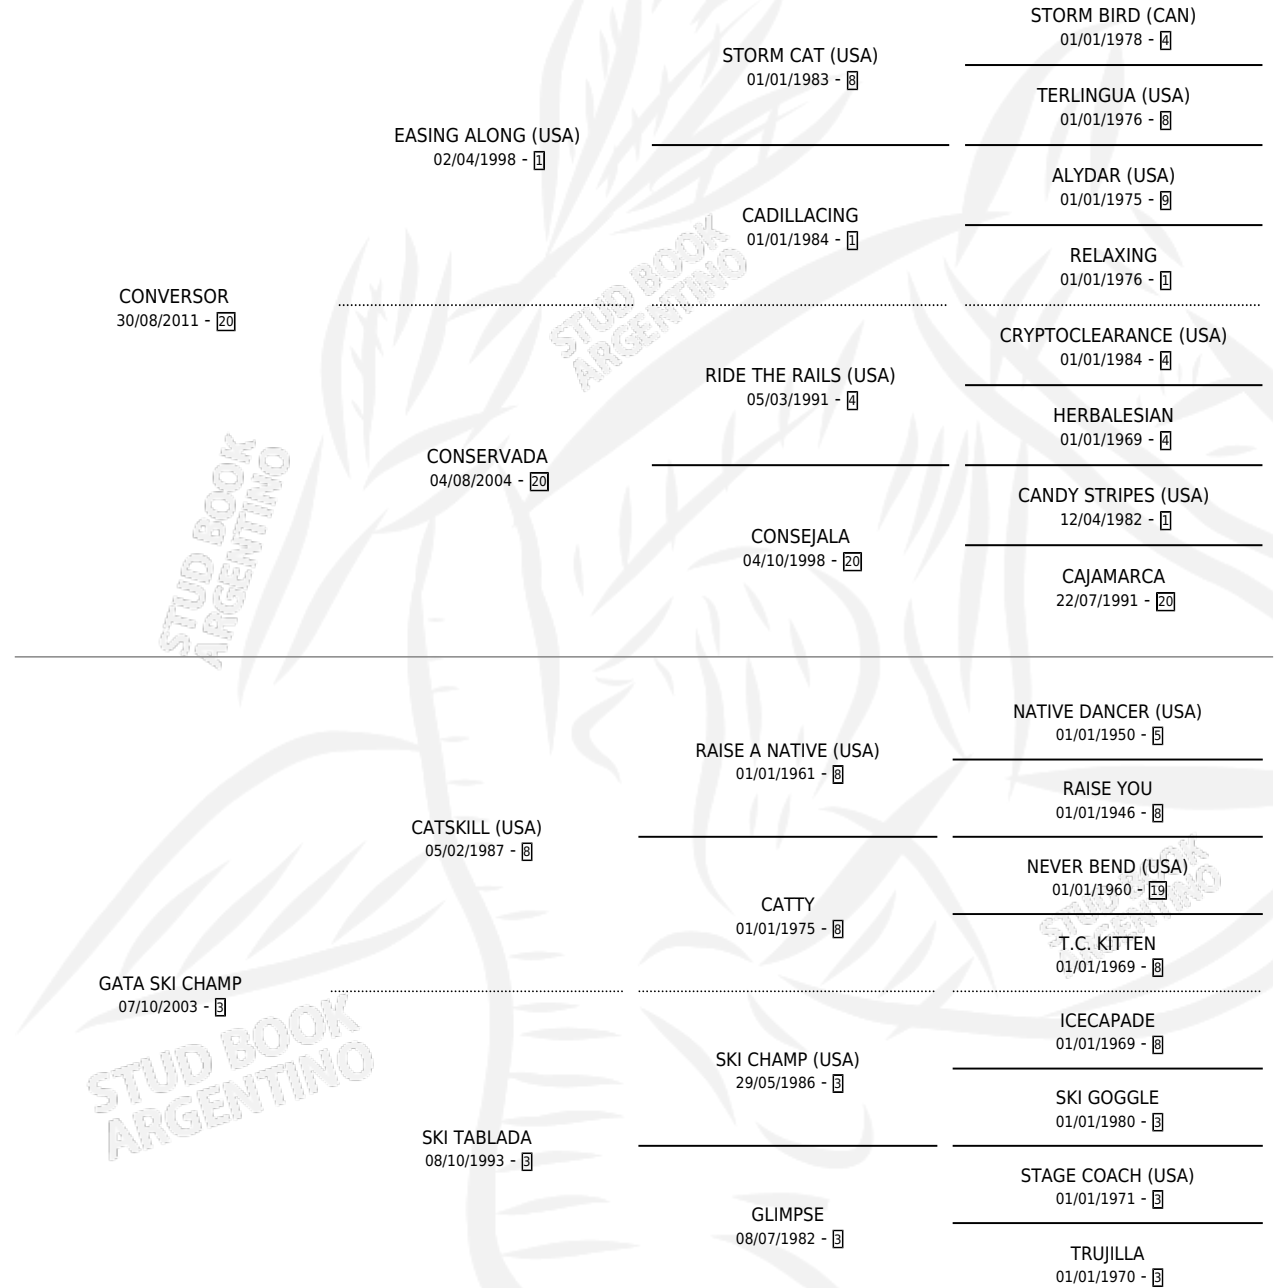 STORM BIRD (CAN)
01/01/1978 - 4
STORM CAT (USA)
01/01/1983 - 8
TERLINGUA (USA)
01/01/1976 - 8
EASING ALONG (USA)
02/04/1998 - 1
ALYDAR (USA)
01/01/1975 - 9
CADILLACING
01/01/1984 - 1
RELAXING
01/01/1976 - 1
CONVERSOR
30/08/2011 - 20
CRYPTOCLEARANCE (USA)
01/01/1984 - 4
RIDE THE RAILS (USA)
05/03/1991 - 4
HERBALESIAN
01/01/1969 - 4
CONSERVADA
04/08/2004 - 20
CANDY STRIPES (USA)
12/04/1982 - 1
CONSEJALA
04/10/1998 - 20
CAJAMARCA
22/07/1991 - 20
STUD BOOK
ARGENTINO
STUD BOOK
ARGENTINO
NATIVE DANCER (USA)
01/01/1950 - 5
RAISE A NATIVE (USA)
01/01/1961 - 8
RAISE YOU
01/01/1946 - 8
CATSKILL (USA)
05/02/1987 - 8
NEVER BEND (USA)
01/01/1960 - 19
CATTY
01/01/1975 - 8
T.C. KITTEN
01/01/1969 - 8
GATA SKI CHAMP
07/10/2003 - 3
ICECAPADE
01/01/1969 - 8
SKI CHAMP (USA)
29/05/1986 - 3
SKI GOGGLE
01/01/1980 - 3
SKI TABLADA
08/10/1993 - 3
STAGE COACH (USA)
01/01/1971 - 3
GLIMPSE
08/07/1982 - 3
TRUJILLA
01/01/1970 - 3
STUD BOOK
ARGENTINO
STUD BOOK
ARGENTINO